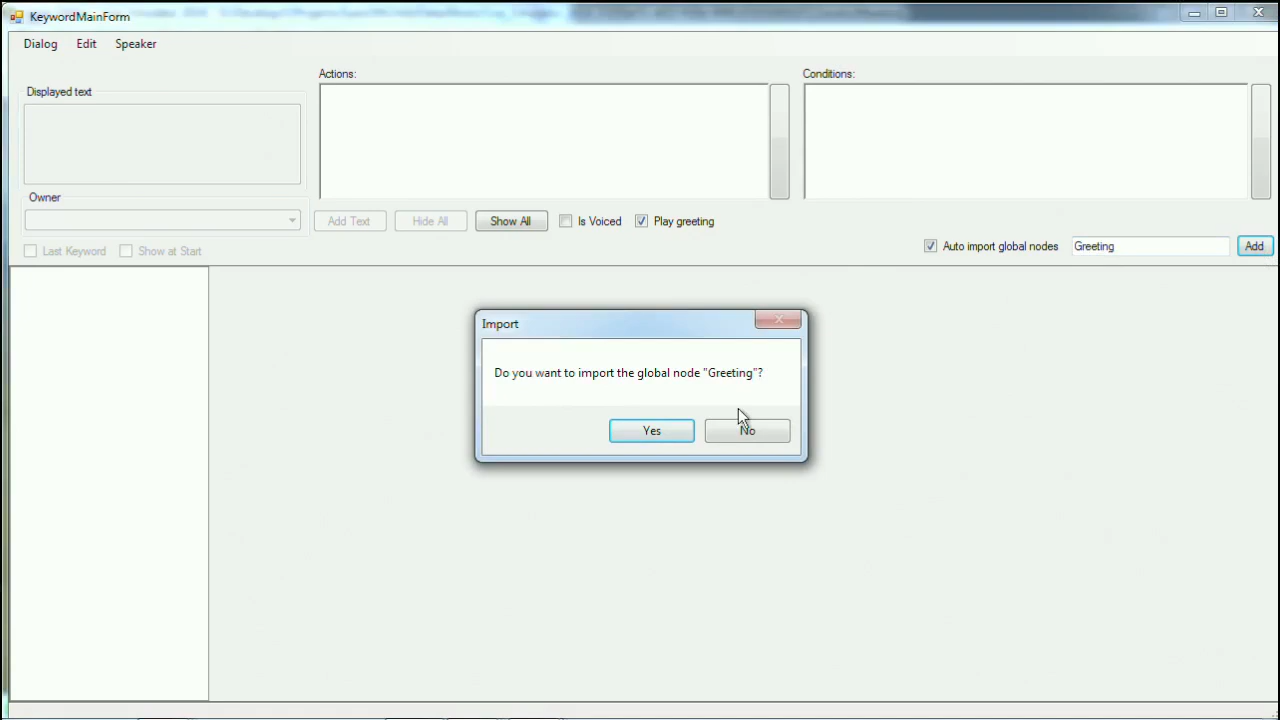 KeywordMainForm
Dialog Edit Speaker
Actions: Conditions:
Displayed text
Owner
Add Text Hide All Show All Is Voiced Play greeting
Last Keyword Show at Start Auto import global nodes Greeting Add
Import
Do you want to import the global node "Greeting"?
Yes No